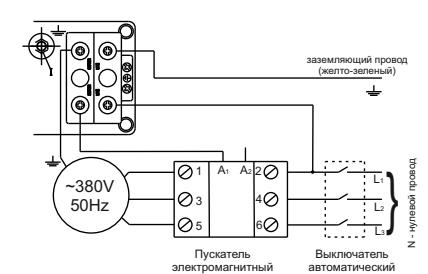 I
заземляющий провод
(желто-зеленый)
~380V
50Hz
1 A1 A2 2
3 4
5 6
L1
L2
L3
N - нулевой провод
Пускатель
электромагнитный
Выключатель
автоматический